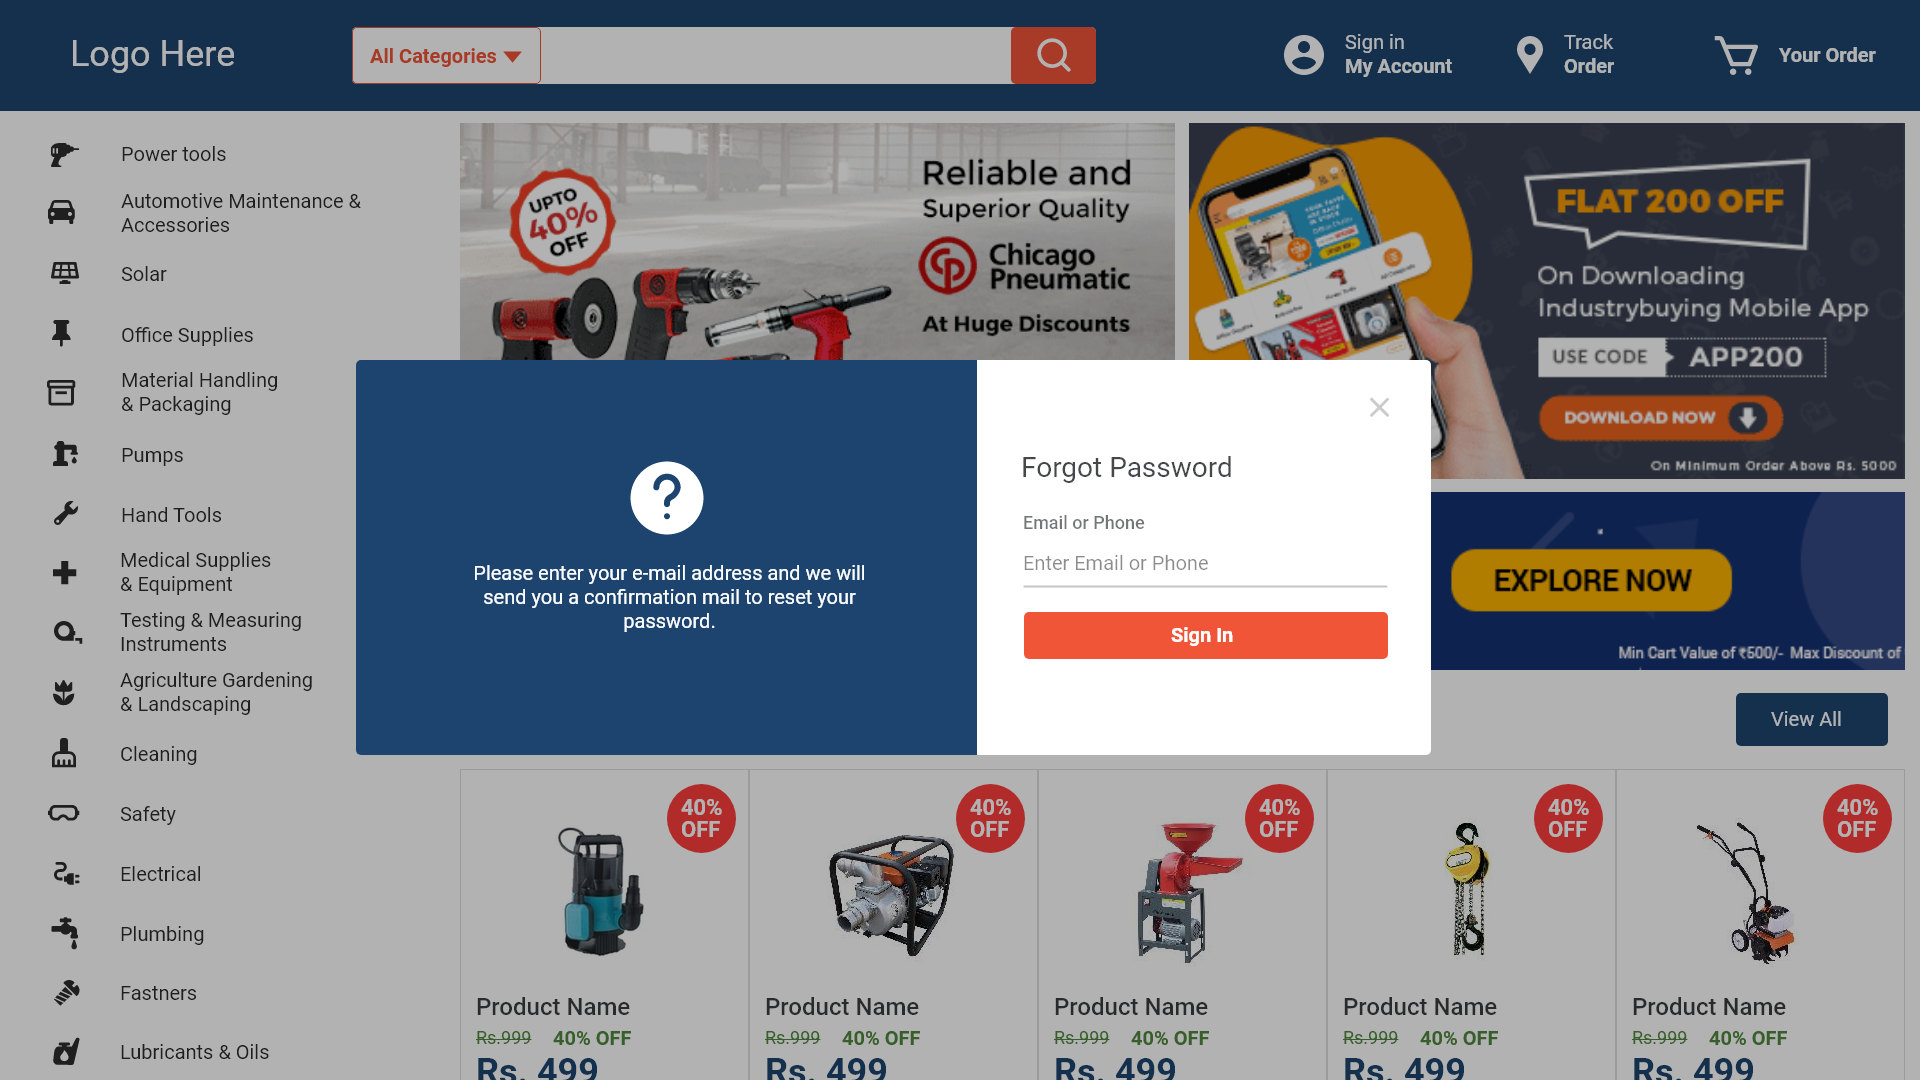 Logo Here
All Categories
Sign in
My Account
Track
Order
Your Order
Power tools
Automotive Maintenance &
Accessories
Solar
Office Supplies
Material Handling
& Packaging
Pumps
Hand Tools
Medical Supplies
& Equipment
Testing & Measuring
Instruments
Agriculture Gardening
& Landscaping
Cleaning
Safety
Electrical
Plumbing
Fastners
Lubricants & Oils
UPTO
40%
OFF
Reliable and
Superior Quality
Chicago
Pneumatic
At Huge Discounts
FLAT 200 OFF
On Downloading
Industrybuying Mobile App
USE CODE APP200
DOWNLOAD NOW
On Minimum Order Above Rs. 5000
Please enter your e-mail address and we will
send you a confirmation mail to reset your
password.
Forgot Password
Email or Phone
Enter Email or Phone
Sign In
EXPLORE NOW
Min Cart Value of ₹500/- Max Discount of
View All
40%
OFF
40%
OFF
40%
OFF
40%
OFF
40%
OFF
Product Name
Rs.999 40% OFF
Rs. 499
Product Name
Rs.999 40% OFF
Rs. 499
Product Name
Rs.999 40% OFF
Rs. 499
Product Name
Rs.999 40% OFF
Rs. 499
Product Name
Rs.999 40% OFF
Rs. 499